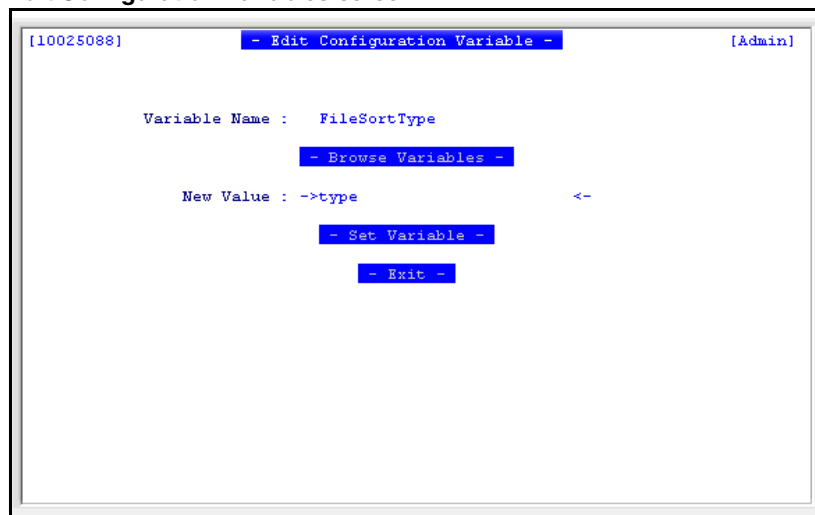 [10025088] - Edit Configuration Variable - [Admin]
Variable Name : FileSortType
- Browse Variables -
New Value : ->type <-
- Set Variable -
- Exit -